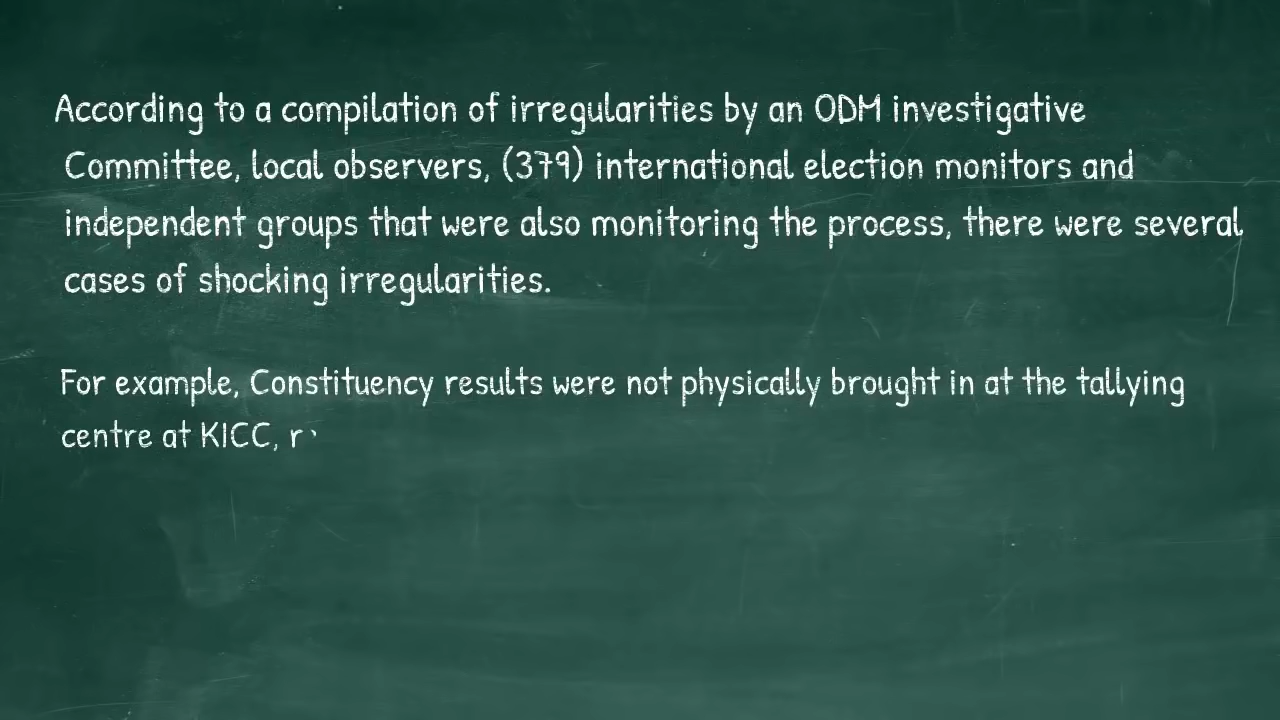 According to a compilation of irregularities by an ODM investigative
Committee, local observers, (379) international election monitors and
independent groups that were also monitoring the process, there were several
cases of shocking irregularities.
For example, Constituency results were not physically brought in at the tallying
centre at KICC, r